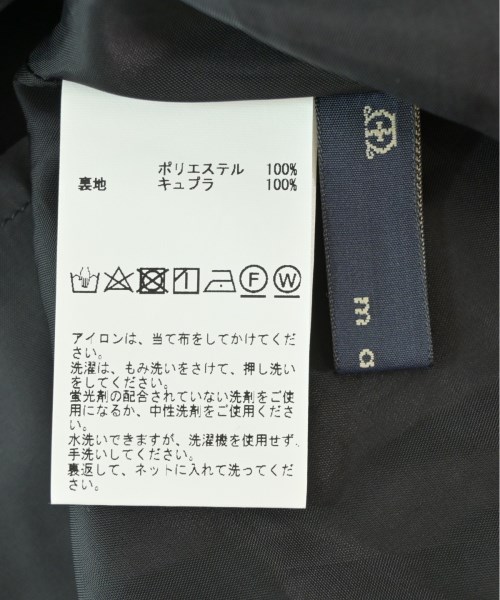 ポリエステル 100%
裏地 キュプラ 100%
F W
アイロンは、当て布をしてかけてくだ
さい。
洗濯は、もみ洗いをさけて、押し洗い
をしてください。
蛍光剤の配合されていない洗剤をご使
用になるか、中性洗剤をご使用くださ
い。
水洗いできますが、洗濯機を使用せず、
手洗いしてください。
裏返して、ネットに入れて洗ってくだ
さい。
m a